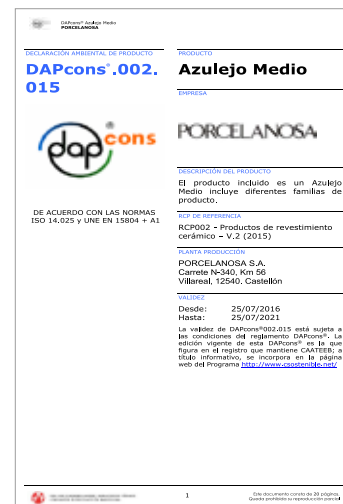 DAPcons® Azulejo Medio
PORCELANOSA
DECLARACIÓN AMBIENTAL DE PRODUCTO
DAPcons®.002.
015
dap cons
DE ACUERDO CON LAS NORMAS
ISO 14.025 y UNE EN 15804 + A1
PRODUCTO
Azulejo Medio
EMPRESA
PORCELANOSA
DESCRIPCIÓN DEL PRODUCTO
El producto incluido es un Azulejo
Medio incluye diferentes familias de
producto.
RCP DE REFERENCIA
RCP002 - Productos de revestimiento
cerámico – V.2 (2015)
PLANTA PRODUCCIÓN
PORCELANOSA S.A.
Carrete N-340, Km 56
Villareal, 12540. Castellón
VALIDEZ
Desde: 25/07/2016
Hasta: 25/07/2021
La validez de DAPcons®002.015 está sujeta a
las condiciones del reglamento DAPcons®. La
edición vigente de esta DAPcons® es la que
figura en el registro que mantiene CAATEEB; a
título informativo, se incorpora en la página
web del Programa http://www.csostenible.net/
1
Este documento consta de 20 páginas.
Queda prohibida su reproducción parcial